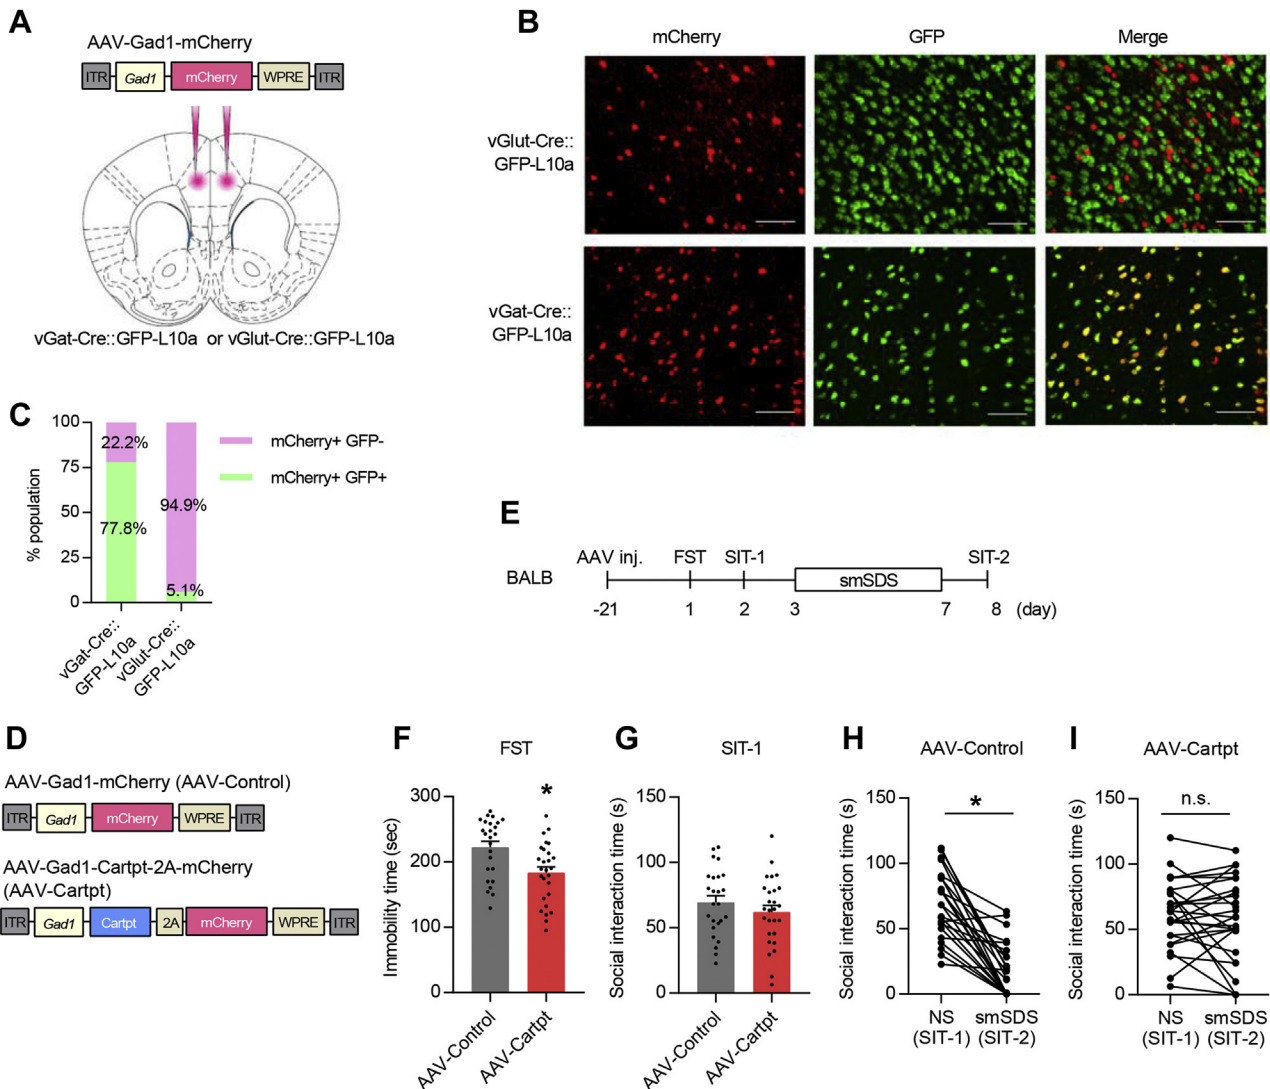 A
AAV-Gad1-mCherry
ITR Gad1 mCherry WPRE ITR
vGat-Cre::GFP-L10a or vGlut-Cre::GFP-L10a
B
mCherry GFP Merge
vGlut-Cre::
GFP-L10a
vGat-Cre::
GFP-L10a
C
% population
100
75
50
25
0
22.2%
77.8%
94.9%
5.1%
mCherry+ GFP-
mCherry+ GFP+
vGat-Cre::
GFP-L10a
vGlut-Cre::
GFP-L10a
D
AAV-Gad1-mCherry (AAV-Control)
ITR Gad1 mCherry WPRE ITR
AAV-Gad1-Cartpt-2A-mCherry
(AAV-Cartpt)
ITR Gad1 Cartpt 2A mCherry WPRE ITR
E
AAV inj. FST SIT-1 SIT-2
BALB smSDS
-21 1 2 3 7 8 (day)
F
FST
*
Immobility time (sec)
300
200
100
0
AAV-Control
AAV-Cartpt
G
SIT-1
Social interaction time (s)
150
100
50
0
AAV-Control
AAV-Cartpt
H
AAV-Control
*
Social interaction time (s)
150
100
50
0
NS smSDS
(SIT-1) (SIT-2)
I
AAV-Cartpt
n.s.
Social interaction time (s)
150
100
50
0
NS smSDS
(SIT-1) (SIT-2)